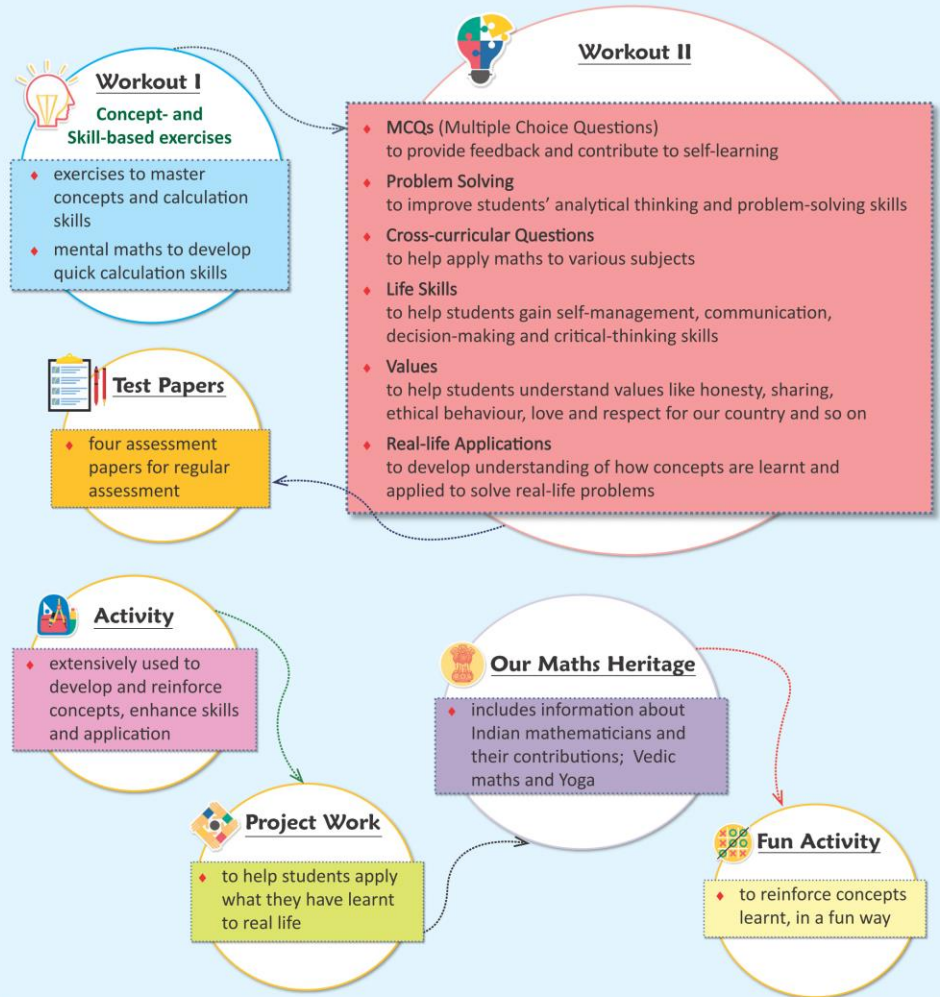 Workout I
Concept- and
Skill-based exercises
♦ exercises to master
concepts and calculation
skills
♦ mental maths to develop
quick calculation skills
Workout II
♦ MCQs (Multiple Choice Questions)
to provide feedback and contribute to self-learning
♦ Problem Solving
to improve students' analytical thinking and problem-solving skills
♦ Cross-curricular Questions
to help apply maths to various subjects
♦ Life Skills
to help students gain self-management, communication,
decision-making and critical-thinking skills
♦ Values
to help students understand values like honesty, sharing,
ethical behaviour, love and respect for our country and so on
♦ Real-life Applications
to develop understanding of how concepts are learnt and
applied to solve real-life problems
Test Papers
♦ four assessment
papers for regular
assessment
Activity
♦ extensively used to
develop and reinforce
concepts, enhance skills
and application
Project Work
♦ to help students apply
what they have learnt
to real life
Our Maths Heritage
♦ includes information about
Indian mathematicians and
their contributions; Vedic
maths and Yoga
Fun Activity
♦ to reinforce concepts
learnt, in a fun way